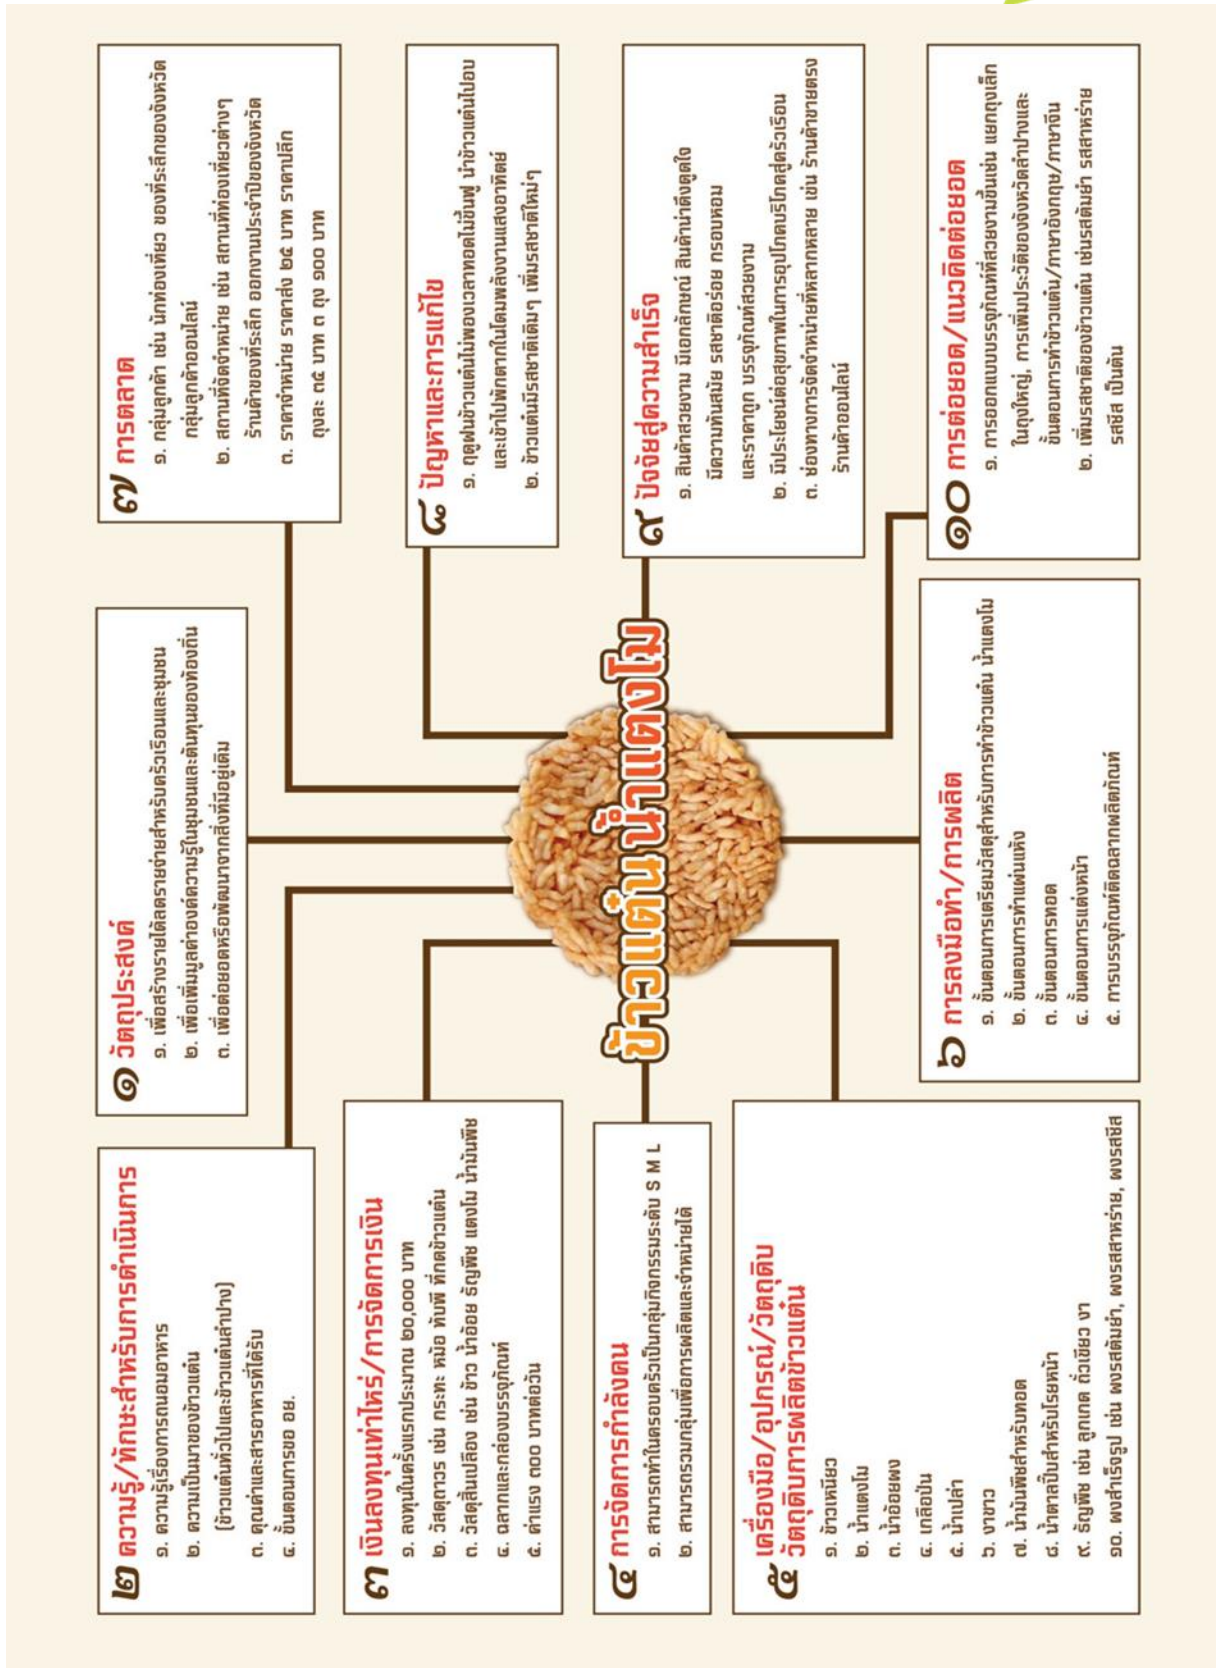 ข้าวแต๋นน้ำแตงโม
๑ วัตถุประสงค์
๑. เพื่อสร้างรายได้ลดรายจ่ายสำหรับครัวเรือนและชุมชน
๒. เพื่อเพิ่มมูลค่าองค์ความรู้ในชุมชนและต้นทุนของท้องถิ่น
๓. เพื่อต่อยอดหรือพัฒนาจากสิ่งที่มีอยู่เดิม
๒ ความรู้/ทักษะสำหรับการดำเนินการ
๑. ความรู้เรื่องการถนอมอาหาร
๒. ความเป็นมาของข้าวแต๋น
(ข้าวแต๋นทั่วไปและข้าวแต๋นลำปาง)
๓. คุณค่าและสารอาหารที่ได้รับ
๔. ขั้นตอนการขอ อย.
๓ เงินลงทุนเท่าไหร่/การจัดการเงิน
๑. ลงทุนในครั้งแรกประมาณ ๒๐,๐๐๐ บาท
๒. วัสดุถาวร เช่น กระทะ หม้อ ทับพี ที่กดข้าวแต๋น
๓. วัสดุสิ้นเปลือง เช่น ข้าว น้ำอ้อย ธัญพืช แตงโม น้ำมันพืช
๔. ฉลากและกล่องบรรจุภัณฑ์
๕. ค่าแรง ๓๐๐ บาทต่อวัน
๔ การจัดการกำลังคน
๑. สามารถทำในครอบครัวเป็นกลุ่มกิจกรรมระดับ S M L
๒. สามารถรวมกลุ่มเพื่อการผลิตและจำหน่ายได้
๕ เครื่องมือ/อุปกรณ์/วัตถุดิบ
วัตถุดิบการผลิตข้าวแต๋น
๑. ข้าวเหนียว
๒. น้ำแตงโม
๓. น้ำอ้อยผง
๔. เกลือป่น
๕. น้ำเปล่า
๖. งาขาว
๗. น้ำมันพืชสำหรับทอด
๘. น้ำตาลปี๊บสำหรับโรยหน้า
๙. ธัญพืช เช่น ลูกเกด ถั่วเขียว งา
๑๐. ผงสำเร็จรูป เช่น ผงรสต้มยำ, ผงรสสาหร่าย, ผงรสชีส
๖ การลงมือทำ/การผลิต
๑. ขั้นตอนการเตรียมวัสดุสำหรับการทำข้าวแต๋น น้ำแตงโม
๒. ขั้นตอนการทำแผ่นแห้ง
๓. ขั้นตอนการทอด
๔. ขั้นตอนการแต่งหน้า
๕. การบรรจุภัณฑ์ติดฉลากผลิตภัณฑ์
๗ การตลาด
๑. กลุ่มลูกค้า เช่น นักท่องเที่ยว ของที่ระลึกของจังหวัด
กลุ่มลูกค้าออนไลน์
๒. สถานที่จัดจำหน่าย เช่น สถานที่ท่องเที่ยวต่างๆ
ร้านค้าของที่ระลึก ออกงานประจำปีของจังหวัด
๓. ราคาจำหน่าย ราคาส่ง ๒๕ บาท ราคาปลีก
ถุงละ ๓๕ บาท ๓ ถุง ๑๐๐ บาท
๘ ปัญหาและการแก้ไข
๑. ฤดูฝนข้าวแต๋นไม่พองเวลาทอดไม่ขึ้นฟู นำข้าวแต๋นไปอบ
และเข้าไปพักตากในโดมพลังงานแสงอาทิตย์
๒. ข้าวแต๋นมีรสชาติเดิมๆ เพิ่มรสชาติใหม่ๆ
๙ ปัจจัยสู่ความสำเร็จ
๑. สินค้าสวยงาม มีเอกลักษณ์ สินค้าน่าดึงดูดใจ
มีความทันสมัย รสชาติอร่อย กรอบหอม
และราคาถูก บรรจุภัณฑ์สวยงาม
๒. มีประโยชน์ต่อสุขภาพในการอุปโภคบริโภคสู่ครัวเรือน
๓. ช่องทางการจัดจำหน่ายที่หลากหลาย เช่น ร้านค้าขายตรง
ร้านค้าออนไลน์
๑๐ การต่อยอด/แนวคิดต่อยอด
๑. การออกแบบบรรจุภัณฑ์ที่สวยงามขึ้นเช่น แยกถุงเล็ก
ในถุงใหญ่, การเพิ่มประวัติของจังหวัดลำปางและ
ขั้นตอนการทำข้าวแต๋น/ภาษาอังกฤษ/ภาษาจีน
๒. เพิ่มรสชาติของข้าวแต๋น เช่นรสต้มยำ รสสาหร่าย
รสชีส เป็นต้น